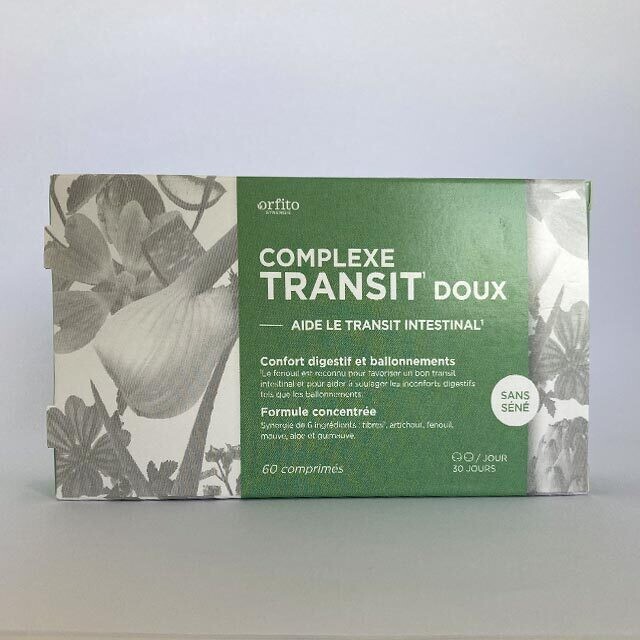 orfito
SYNERGIE
COMPLEXE
TRANSIT¹ DOUX
AIDE LE TRANSIT INTESTINAL¹
Confort digestif et ballonnements
¹Le fenouil est reconnu pour favoriser un bon transit
intestinal et pour aider à soulager les inconforts digestifs
tels que les ballonnements.
Formule concentrée
Synergie de 6 ingrédients : fibres, artichaut, fenouil,
mauve, aloe et guimauve.
60 comprimés
SANS
SÉNÉ
/ JOUR
30 JOURS